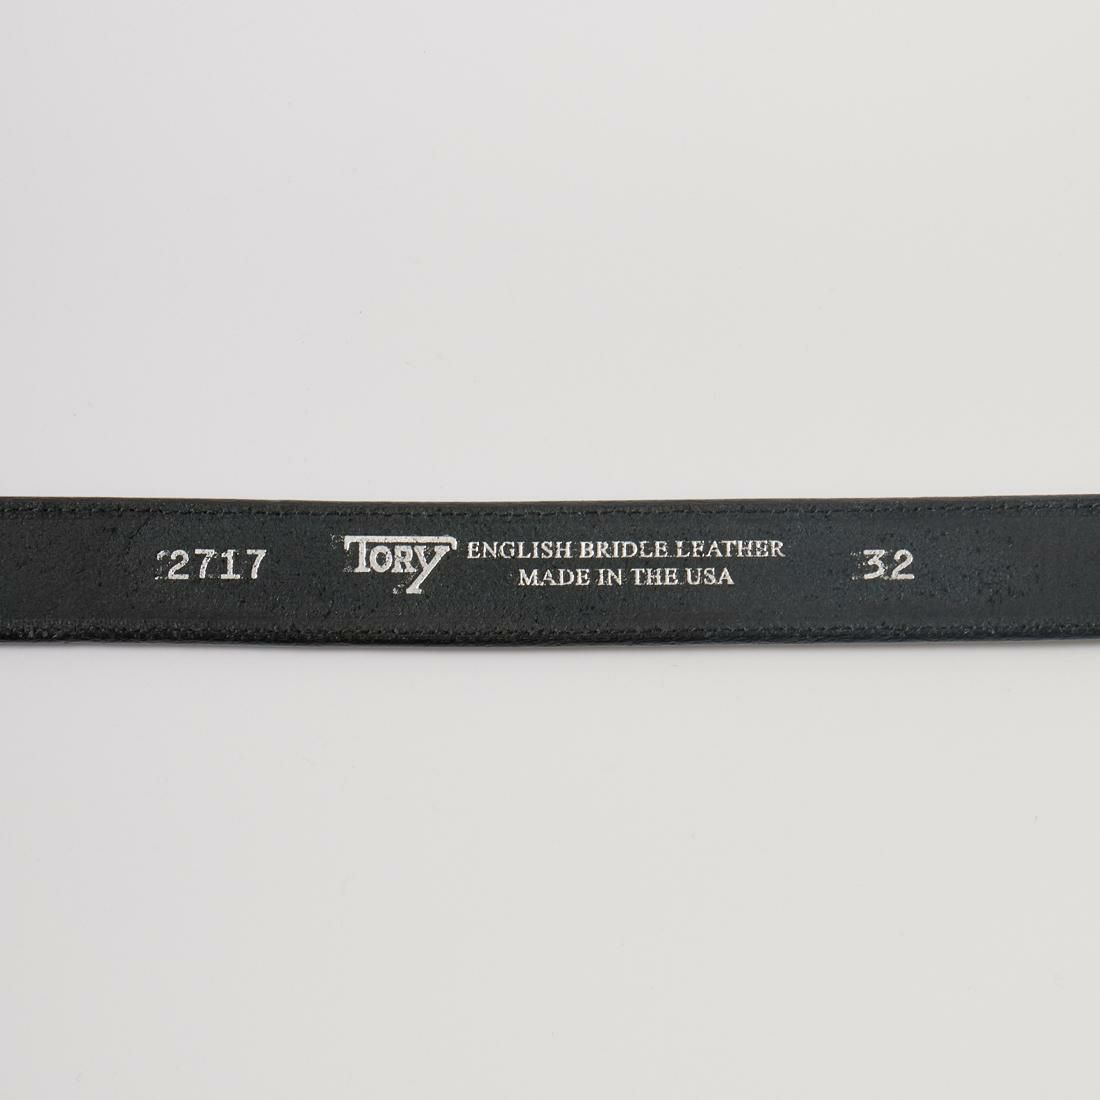 2717
TORY ENGLISH BRIDLE LEATHER
MADE IN THE USA
32